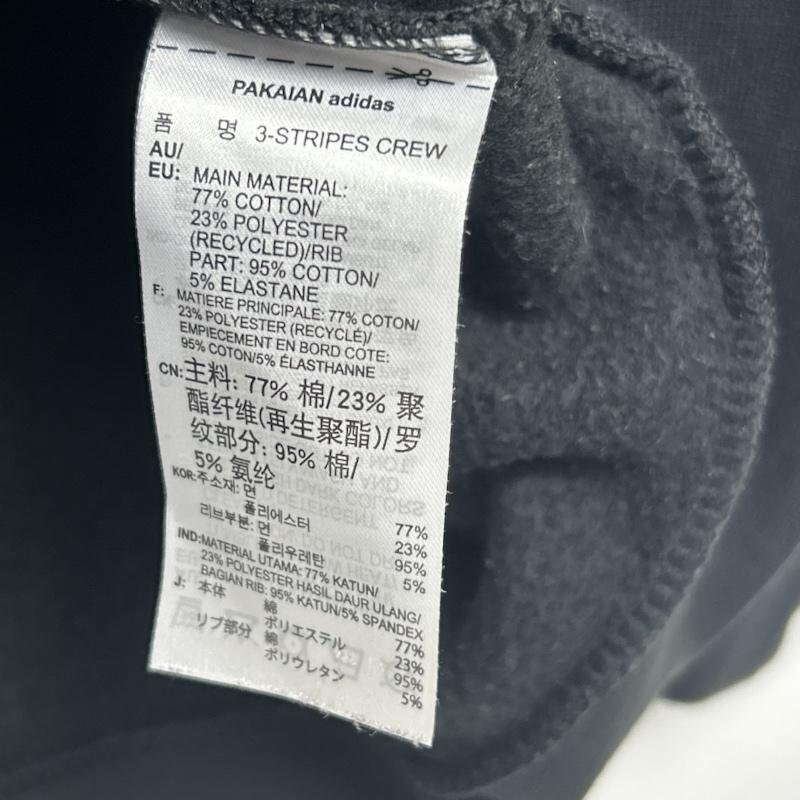 PAKAIAN adidas
품 명 3-STRIPES CREW
AU/
EU: MAIN MATERIAL:
77% COTTON/
23% POLYESTER
(RECYCLED)/RIB
PART: 95% COTTON/
5% ELASTANE
F: MATIERE PRINCIPALE: 77% COTON/
23% POLYESTER (RECYCLÉ)/
EMPIECEMENT EN BORD COTE:
95% COTON/5% ÉLASTHANNE
CN:主料: 77% 棉/23% 聚
酯纤维(再生聚酯)/罗
纹部分: 95% 棉/
5% 氨纶
KOR:주소재: 면 77%
폴리에스터 23%
리브부분: 면 95%
폴리우레탄 5%
IND:MATERIAL UTAMA: 77% KATUN/
23% POLYESTER HASIL DAUR ULANG/
BAGIAN RIB: 95% KATUN/5% SPANDEX
J: 本体 綿 77%
ポリエステル 23%
リブ部分 綿 95%
ポリウレタン 5%